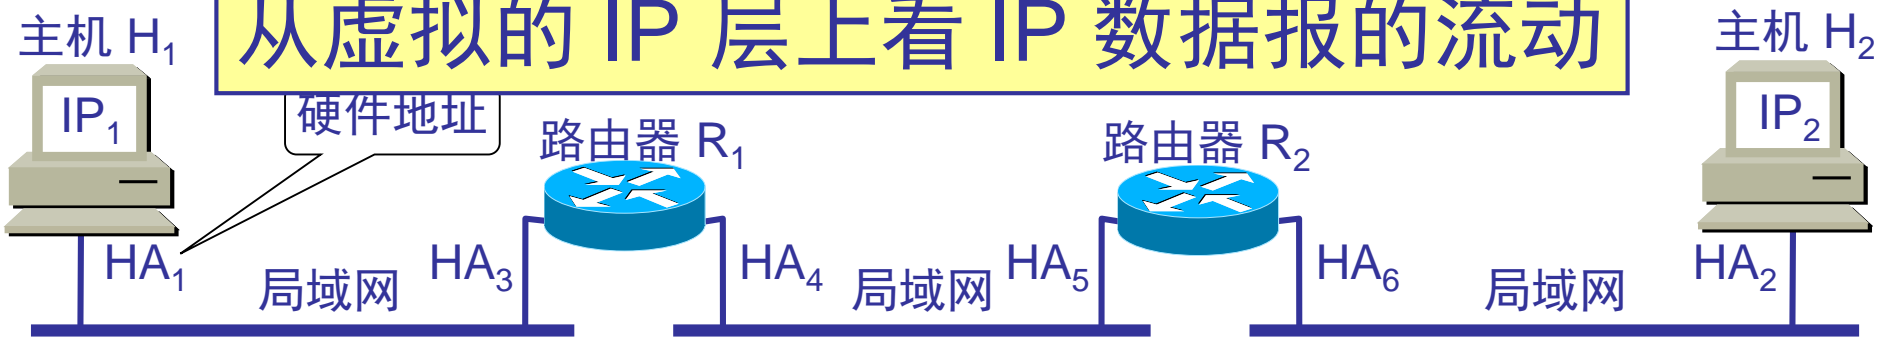 从虚拟的 IP 层上看 IP 数据报的流动
主机 H₁
主机 H₂
IP₁
硬件地址
路由器 R₁
路由器 R₂
IP₂
HA₁
局域网
HA₃
HA₄
局域网
HA₅
HA₆
局域网
HA₂